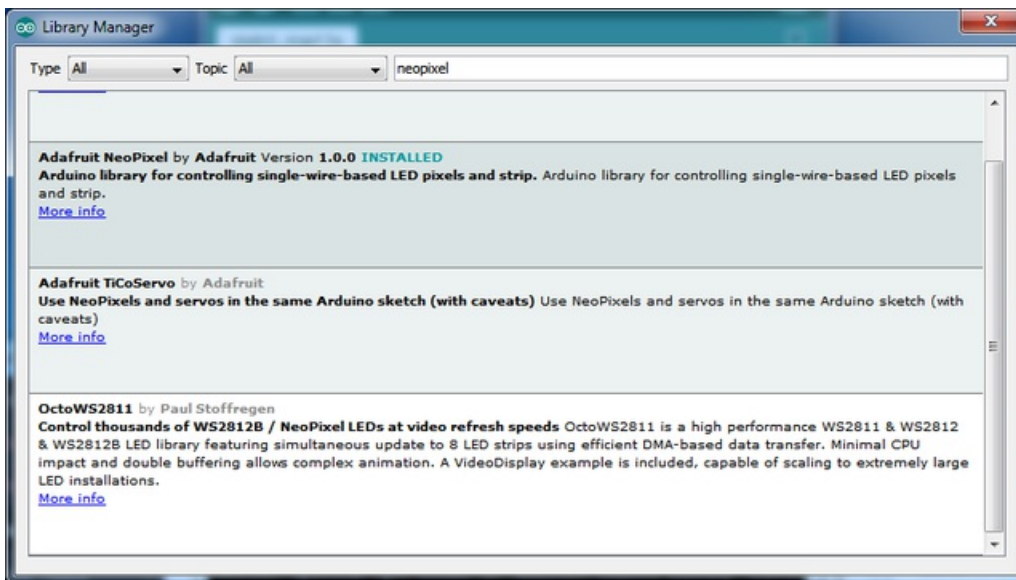 Library Manager
Type All Topic All neopixel
Adafruit NeoPixel by Adafruit Version 1.0.0 INSTALLED
Arduino library for controlling single-wire-based LED pixels and strip. Arduino library for controlling single-wire-based LED pixels
and strip.
More info
Adafruit TiCoServo by Adafruit
Use NeoPixels and servos in the same Arduino sketch (with caveats) Use NeoPixels and servos in the same Arduino sketch (with
caveats)
More info
OctoWS2811 by Paul Stoffregen
Control thousands of WS2812B / NeoPixel LEDs at video refresh speeds OctoWS2811 is a high performance WS2811 & WS2812
& WS2812B LED library featuring simultaneous update to 8 LED strips using efficient DMA-based data transfer. Minimal CPU
impact and double buffering allows complex animation. A VideoDisplay example is included, capable of scaling to extremely large
LED installations.
More info